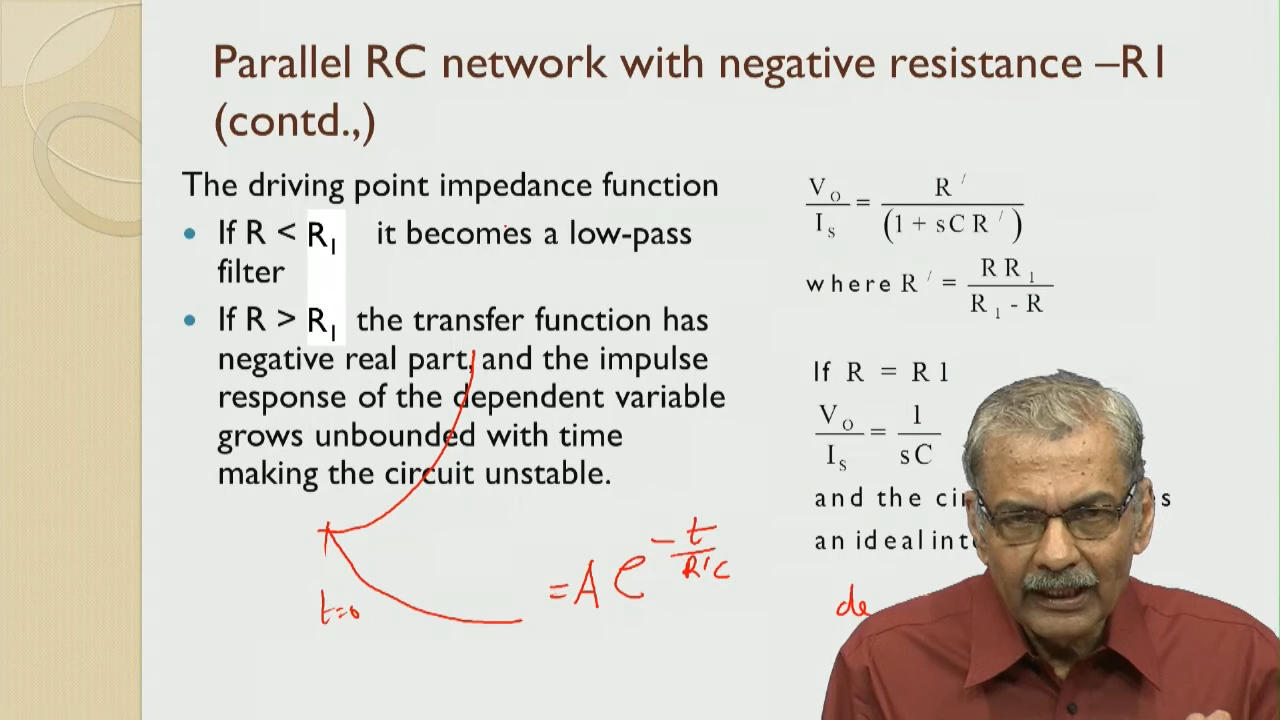 Parallel RC network with negative resistance –R1
(contd.,)
The driving point impedance function
• If R < R1 it becomes a low-pass
filter
• If R > R1 the transfer function has
negative real part, and the impulse
response of the dependent variable
grows unbounded with time
making the circuit unstable.
t=0
= A e^(-t/R'C)
VO/Is = R'/(1 + sCR')
where R' = RR1/(R1 - R)
If R = R1
VO/Is = 1/sC
and the
an ideal
de